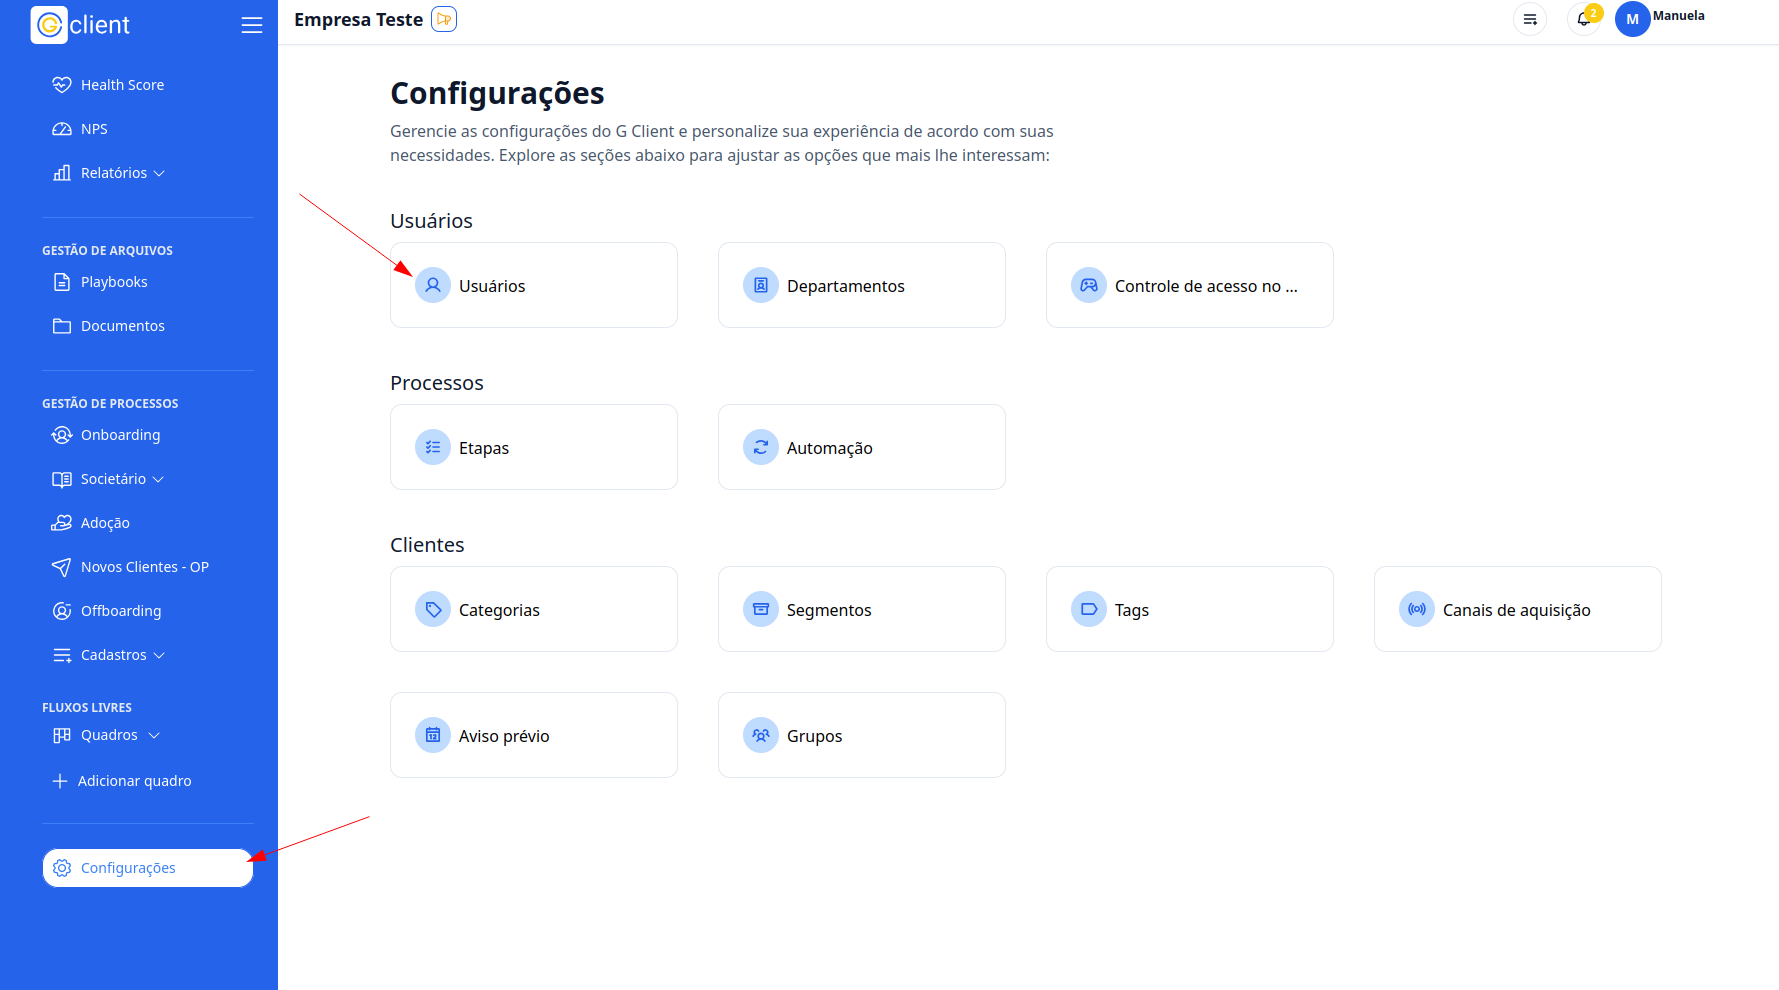 G client
Health Score
NPS
Relatórios
GESTÃO DE ARQUIVOS
Playbooks
Documentos
GESTÃO DE PROCESSOS
Onboarding
Societário
Adoção
Novos Clientes - OP
Offboarding
Cadastros
FLUXOS LIVRES
Quadros
Adicionar quadro
Configurações
Empresa Teste
2
M
Manuela
Configurações
Gerencie as configurações do G Client e personalize sua experiência de acordo com suas
necessidades. Explore as seções abaixo para ajustar as opções que mais lhe interessam:
Usuários
Usuários
Departamentos
Controle de acesso no ...
Processos
Etapas
Automação
Clientes
Categorias
Segmentos
Tags
Canais de aquisição
12
Aviso prévio
Grupos